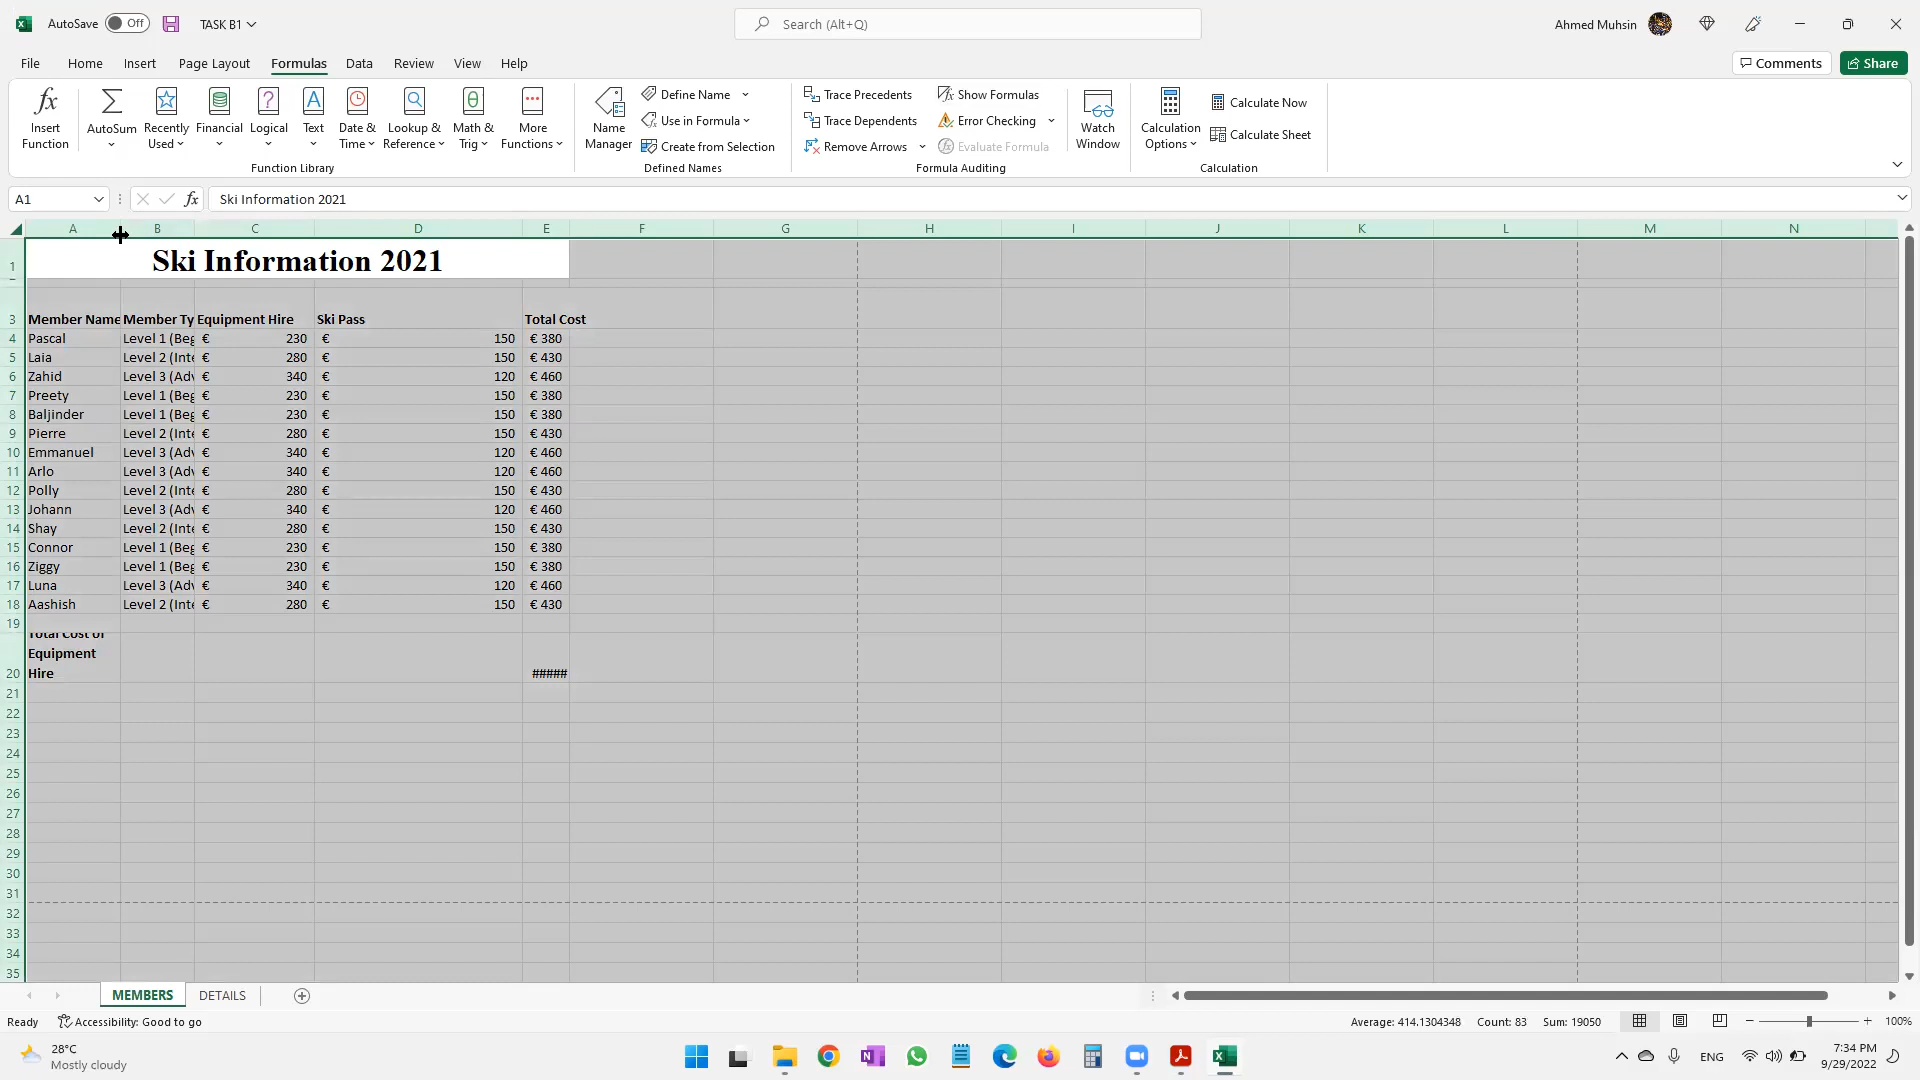 AutoSave Off TASK B1 Search (Alt+Q) Ahmed Muhsin
File Home Insert Page Layout Formulas Data Review View Help Comments Share
fx Insert Function
AutoSum
Recently Used
Financial
Logical
Text
Date & Time
Lookup & Reference
Math & Trig
More Functions
Function Library
Name Manager
Define Name
Use in Formula
Create from Selection
Defined Names
Trace Precedents
Trace Dependents
Remove Arrows
Show Formulas
Error Checking
Evaluate Formula
Formula Auditing
Watch Window
Calculation Options
Calculate Now
Calculate Sheet
Calculation
A1 fx Ski Information 2021
A B C D E F G H I J K L M N
1 Ski Information 2021
3 Member Name Member Ty Equipment Hire Ski Pass Total Cost
4 Pascal Level 1 (Beg € 230 € 150 € 380
5 Laia Level 2 (Inte € 280 € 150 € 430
6 Zahid Level 3 (Adv € 340 € 120 € 460
7 Preety Level 1 (Beg € 230 € 150 € 380
8 Baljinder Level 1 (Beg € 230 € 150 € 380
9 Pierre Level 2 (Inte € 280 € 150 € 430
10 Emmanuel Level 3 (Adv € 340 € 120 € 460
11 Arlo Level 3 (Adv € 340 € 120 € 460
12 Polly Level 2 (Inte € 280 € 150 € 430
13 Johann Level 3 (Adv € 340 € 120 € 460
14 Shay Level 2 (Inte € 280 € 150 € 430
15 Connor Level 1 (Beg € 230 € 150 € 380
16 Ziggy Level 1 (Beg € 230 € 150 € 380
17 Luna Level 3 (Adv € 340 € 120 € 460
18 Aashish Level 2 (Inte € 280 € 150 € 430
19
Total Cost of
Equipment
20 Hire #####
21
22
23
24
25
26
27
28
29
30
31
32
33
34
35
MEMBERS DETAILS
Ready Accessibility: Good to go Average: 414.1304348 Count: 83 Sum: 19050 100%
28°C
Mostly cloudy
ENG
7:34 PM
9/29/2022